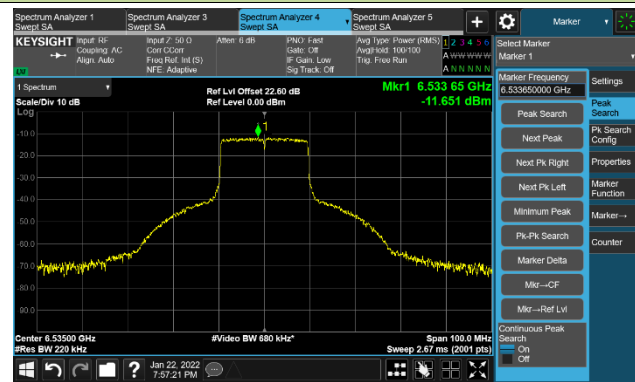 Spectrum Analyzer 1
Swept SA
Spectrum Analyzer 3
Swept SA
Spectrum Analyzer 4
Swept SA
Spectrum Analyzer 5
Swept SA
+
Marker
KEYSIGHT
Input: RF
Coupling: AC
Align: Auto
Input Z: 50 Ω
Corr CCorr
Freq Ref: Int (S)
NFE: Adaptive
Atten: 6 dB
PNO: Fast
Gate: Off
IF Gain: Low
Sig Track: Off
Avg Type: Power (RMS)
Avg|Hold: 100/100
Trig: Free Run
1 2 3 4 5 6
A W W W W W
A N N N N N
LXI
Select Marker
Marker 1
1 Spectrum
Scale/Div 10 dB
Log
Ref Lvl Offset 22.60 dB
Ref Level 0.00 dBm
Mkr1 6.533 65 GHz
-11.651 dBm
1
-10.0
-20.0
-30.0
-40.0
-50.0
-60.0
-70.0
-80.0
-90.0
Center 6.53500 GHz
#Res BW 220 kHz
#Video BW 680 kHz*
Span 100.0 MHz
Sweep 2.67 ms (2001 pts)
Marker Frequency
6.533650000 GHz
Peak Search
Next Peak
Next Pk Right
Next Pk Left
Minimum Peak
Pk-Pk Search
Marker Delta
Mkr→CF
Mkr→Ref Lvl
Continuous Peak
Search
On
Off
Settings
Peak
Search
Pk Search
Config
Properties
Marker
Function
Marker→
Counter
?
Jan 22, 2022
7:57:21 PM